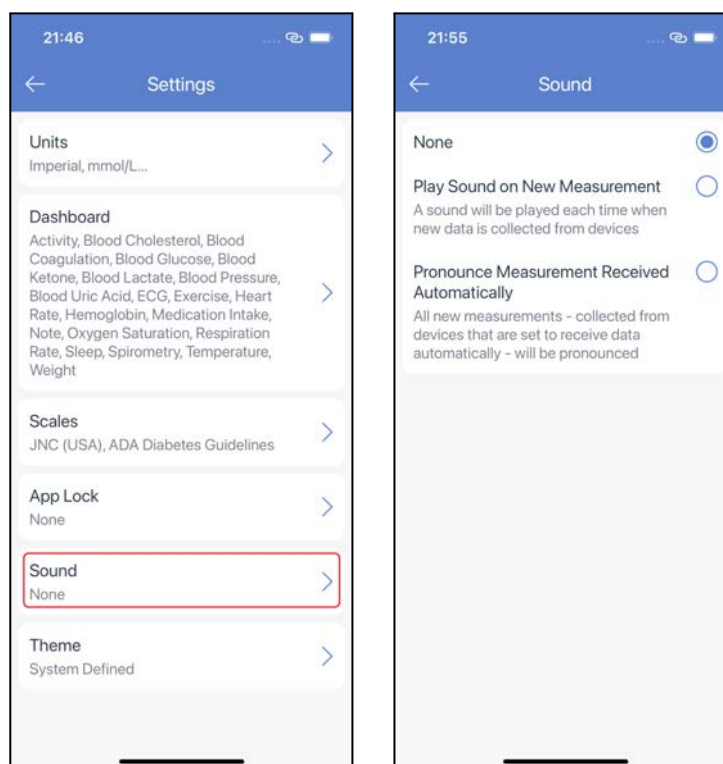 21:46
Settings
Units
Imperial, mmol/L...
Dashboard
Activity, Blood Cholesterol, Blood
Coagulation, Blood Glucose, Blood
Ketone, Blood Lactate, Blood Pressure,
Blood Uric Acid, ECG, Exercise, Heart
Rate, Hemoglobin, Medication Intake,
Note, Oxygen Saturation, Respiration
Rate, Sleep, Spirometry, Temperature,
Weight
Scales
JNC (USA), ADA Diabetes Guidelines
App Lock
None
Sound
None
Theme
System Defined
21:55
Sound
None
Play Sound on New Measurement
A sound will be played each time when
new data is collected from devices
Pronounce Measurement Received
Automatically
All new measurements - collected from
devices that are set to receive data
automatically - will be pronounced